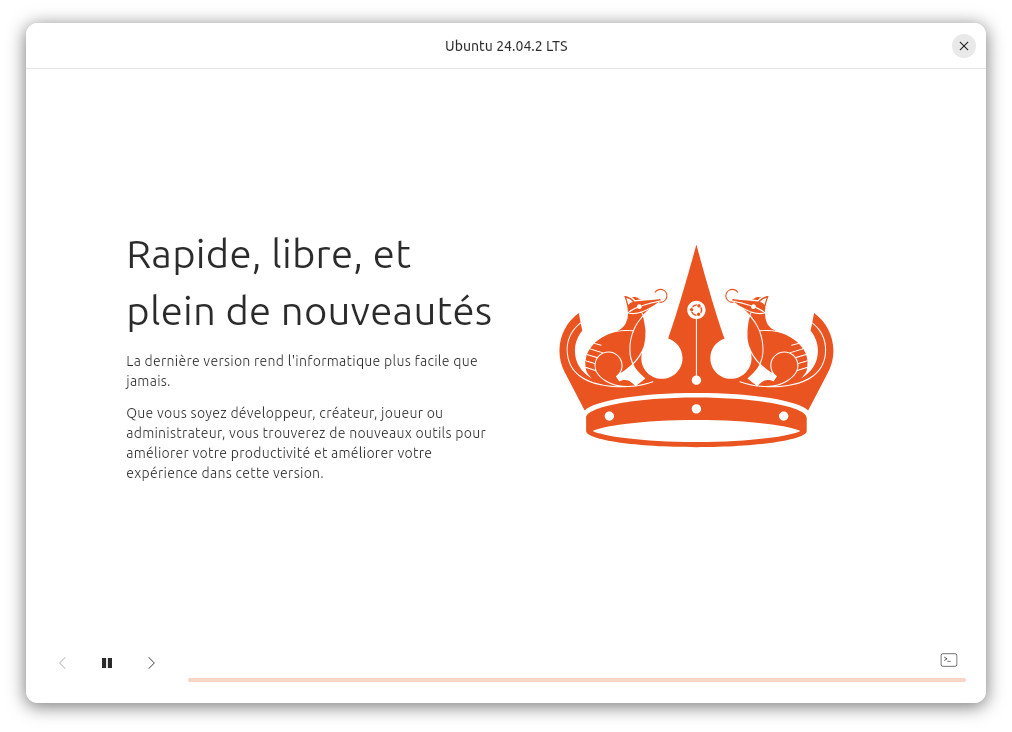 Ubuntu 24.04.2 LTS
Rapide, libre, et
plein de nouveautés
La dernière version rend l'informatique plus facile que
jamais.
Que vous soyez développeur, créateur, joueur ou
administrateur, vous trouverez de nouveaux outils pour
améliorer votre productivité et améliorer votre
expérience dans cette version.